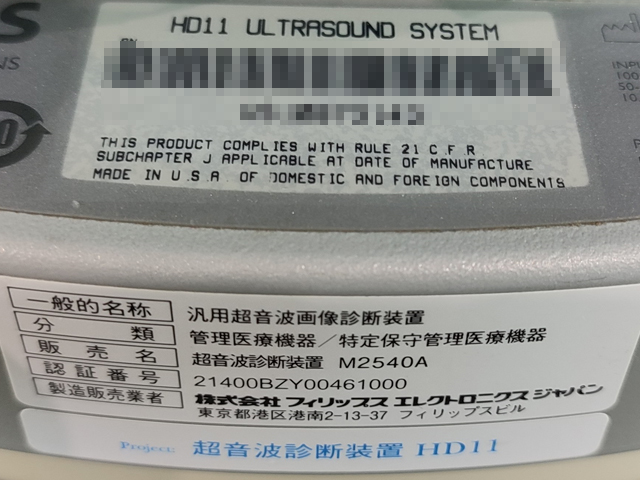 HD11 ULTRASOUND SYSTEM
SN
THIS PRODUCT COMPLIES WITH RULE 21 C.F.R
SUBCHAPTER J APPLICABLE AT DATE OF MANUFACTURE
MADE IN U.S.A. OF DOMESTIC AND FOREIGN COMPONENTS
S
NS
INPU
100
50-
10.
一般的名称 汎用超音波画像診断装置
分類 管理医療機器/特定保守管理医療機器
販売名 超音波診断装置 M2540A
認証番号 21400BZY00461000
製造販売業者 株式会社 フィリップス エレクトロニクス ジャパン
東京都港区港南2-13-37 フィリップスビル
Project: 超音波診断装置 HD11